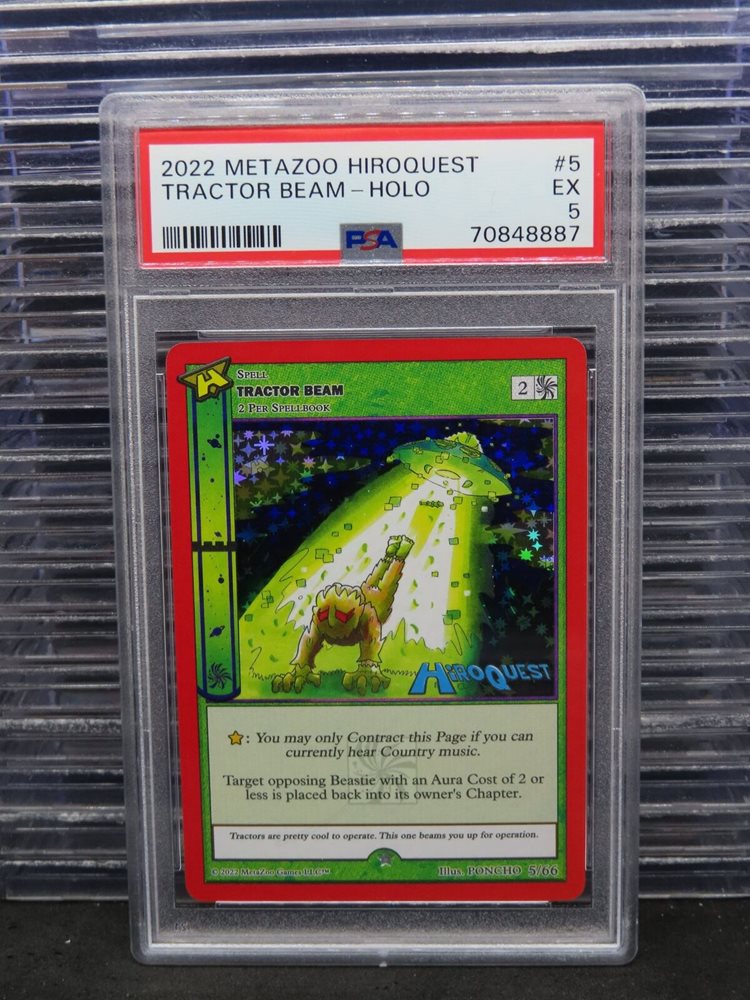 2022 METAZOO HIROQUEST #5
TRACTOR BEAM - HOLO EX
5
PSA 70848887
SPELL
TRACTOR BEAM
2 PER SPELLBOOK
2
HIROQUEST
: You may only Contract this Page if you can
currently hear Country music.
Target opposing Beastie with an Aura Cost of 2 or
less is placed back into its owner's Chapter.
Tractors are pretty cool to operate. This one beams you up for operation.
©2022 MetaZoo Games LLC™ Illus. PONCHO 5/66